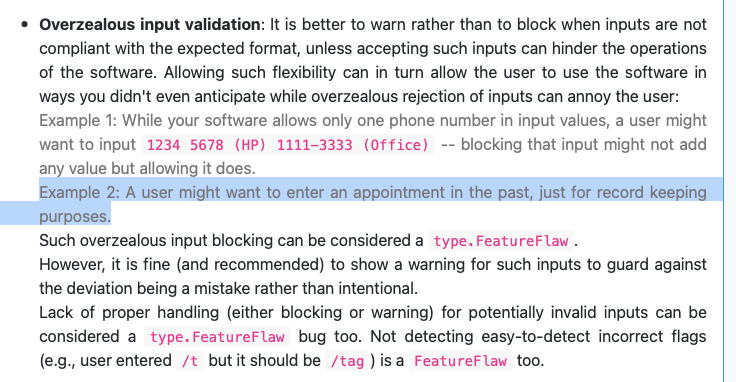 • Overzealous input validation: It is better to warn rather than to block when inputs are not
compliant with the expected format, unless accepting such inputs can hinder the operations
of the software. Allowing such flexibility can in turn allow the user to use the software in
ways you didn't even anticipate while overzealous rejection of inputs can annoy the user:
Example 1: While your software allows only one phone number in input values, a user might
want to input 1234 5678 (HP) 1111-3333 (Office) -- blocking that input might not add
any value but allowing it does.
Example 2: A user might want to enter an appointment in the past, just for record keeping
purposes.
Such overzealous input blocking can be considered a type.FeatureFlaw.
However, it is fine (and recommended) to show a warning for such inputs to guard against
the deviation being a mistake rather than intentional.
Lack of proper handling (either blocking or warning) for potentially invalid inputs can be
considered a type.FeatureFlaw bug too. Not detecting easy-to-detect incorrect flags
(e.g., user entered /t but it should be /tag) is a FeatureFlaw too.